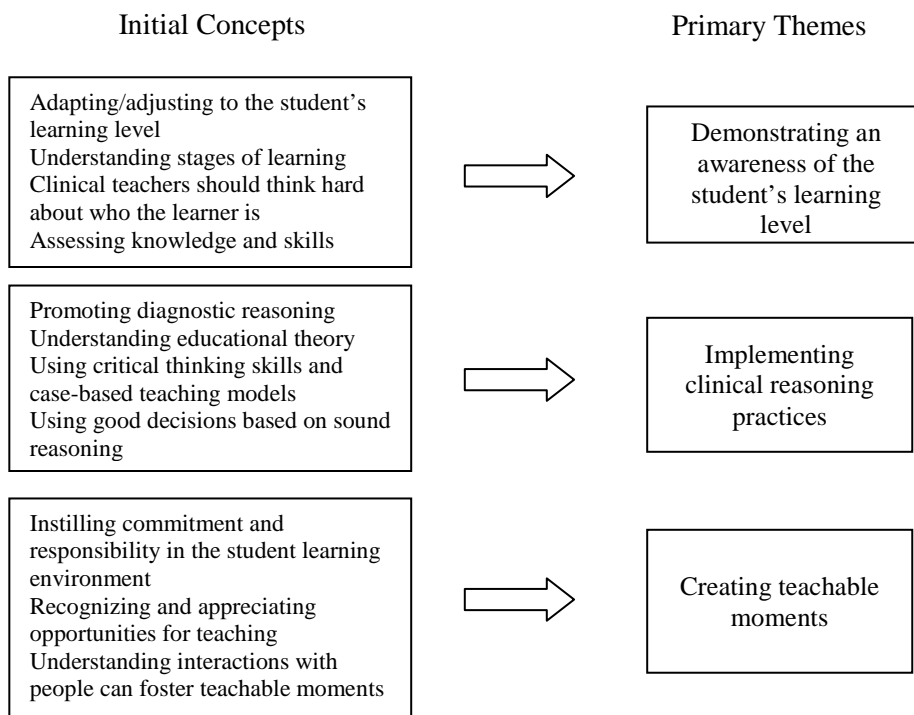 Initial Concepts
Primary Themes
Adapting/adjusting to the student’s
learning level
Understanding stages of learning
Clinical teachers should think hard
about who the learner is
Assessing knowledge and skills
Demonstrating an
awareness of the
student’s learning
level
Promoting diagnostic reasoning
Understanding educational theory
Using critical thinking skills and
case-based teaching models
Using good decisions based on sound
reasoning
Implementing
clinical reasoning
practices
Instilling commitment and
responsibility in the student learning
environment
Recognizing and appreciating
opportunities for teaching
Understanding interactions with
people can foster teachable moments
Creating teachable
moments